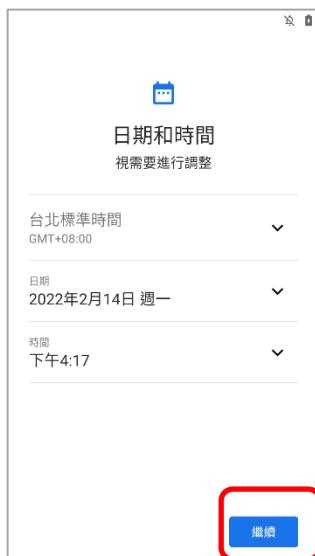 日期和時間
視需要進行調整
台北標準時間
GMT+08:00
日期
2022年2月14日 週一
時間
下午4:17
繼續